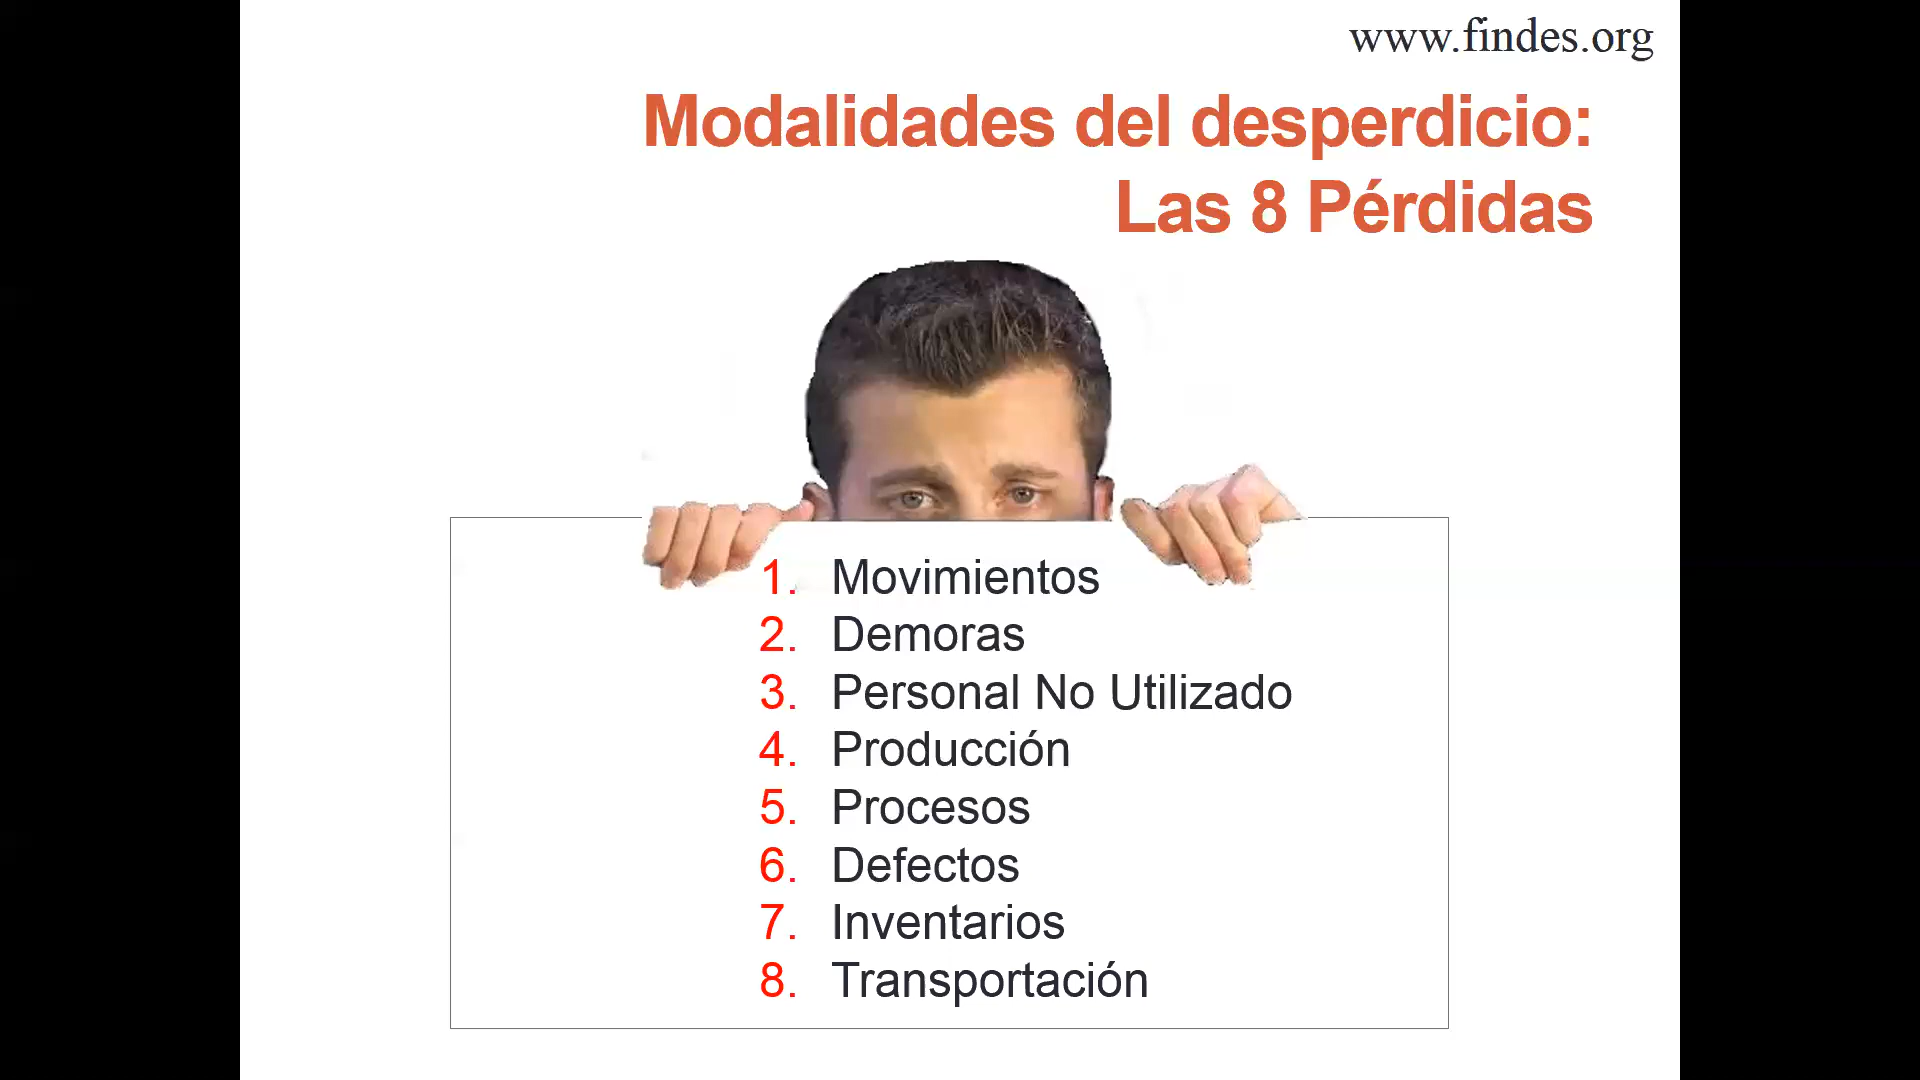 www.findes.org
Modalidades del desperdicio:
Las 8 Pérdidas
1. Movimientos
2. Demoras
3. Personal No Utilizado
4. Producción
5. Procesos
6. Defectos
7. Inventarios
8. Transportación